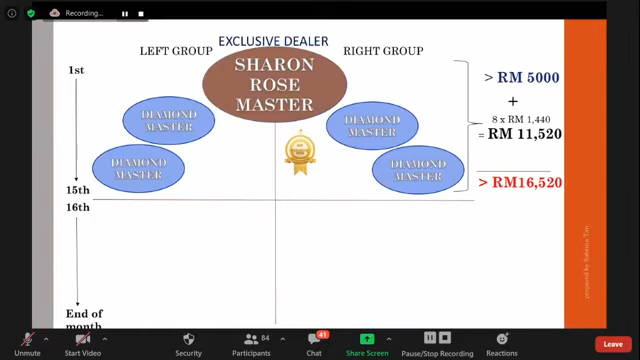 Recording...
EXCLUSIVE DEALER
LEFT GROUP
RIGHT GROUP
1st
SHARON
ROSE
MASTER
DIAMOND
MASTER
DIAMOND
MASTER
DIAMOND
MASTER
DIAMOND
MASTER
> RM 5000
+
8 x RM 1,440
= RM 11,520
> RM16,520
15th
16th
End of
month
prepared by Sabrina Tan
Unmute
Start Video
Security
Participants
84
Chat
41
Share Screen
Pause/Stop Recording
Reactions
Leave